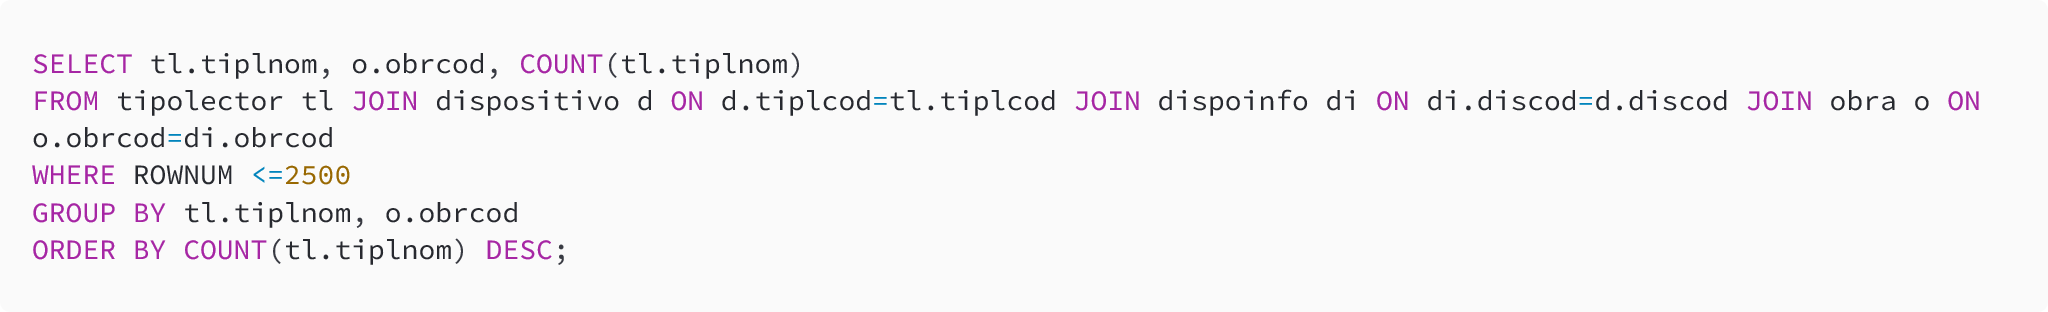 SELECT tl.tiplnom, o.obrcod, COUNT(tl.tiplnom)
FROM tipolector tl JOIN dispositivo d ON d.tiplcod=tl.tiplcod JOIN dispoinfo di ON di.discod=d.discod JOIN obra o ON
o.obrcod=di.obrcod
WHERE ROWNUM <=2500
GROUP BY tl.tiplnom, o.obrcod
ORDER BY COUNT(tl.tiplnom) DESC;